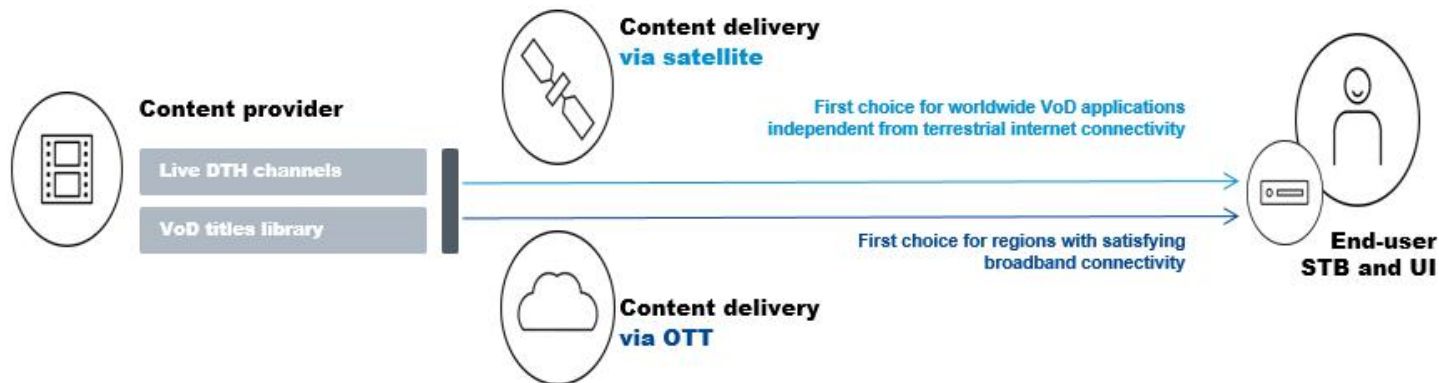 Content delivery
via satellite
Content provider
First choice for worldwide VoD applications
independent from terrestrial internet connectivity
Live DTH channels
VoD titles library
First choice for regions with satisfying
broadband connectivity
End-user
STB and UI
Content delivery
via OTT